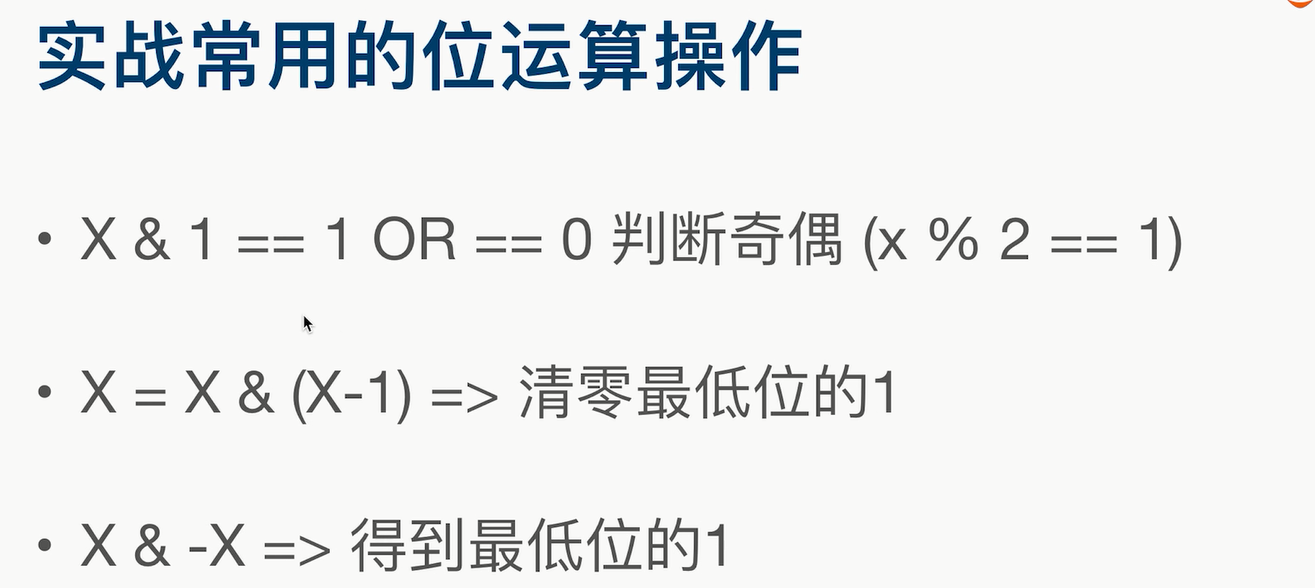 实战常用的位运算操作
• X & 1 == 1 OR == 0 判断奇偶 (x % 2 == 1)
• X = X & (X-1) => 清零最低位的1
• X & -X => 得到最低位的1